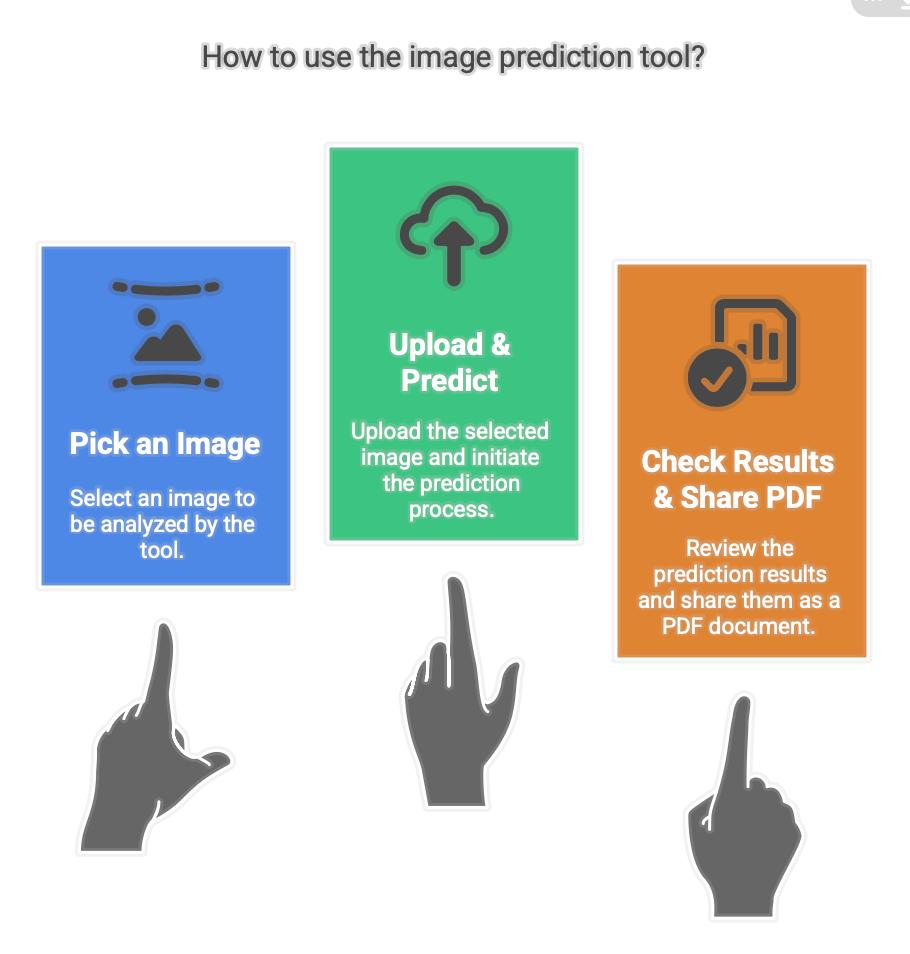 How to use the image prediction tool?
Pick an Image
Select an image to
be analyzed by the
tool.
Upload &
Predict
Upload the selected
image and initiate
the prediction
process.
Check Results
& Share PDF
Review the
prediction results
and share them as a
PDF document.